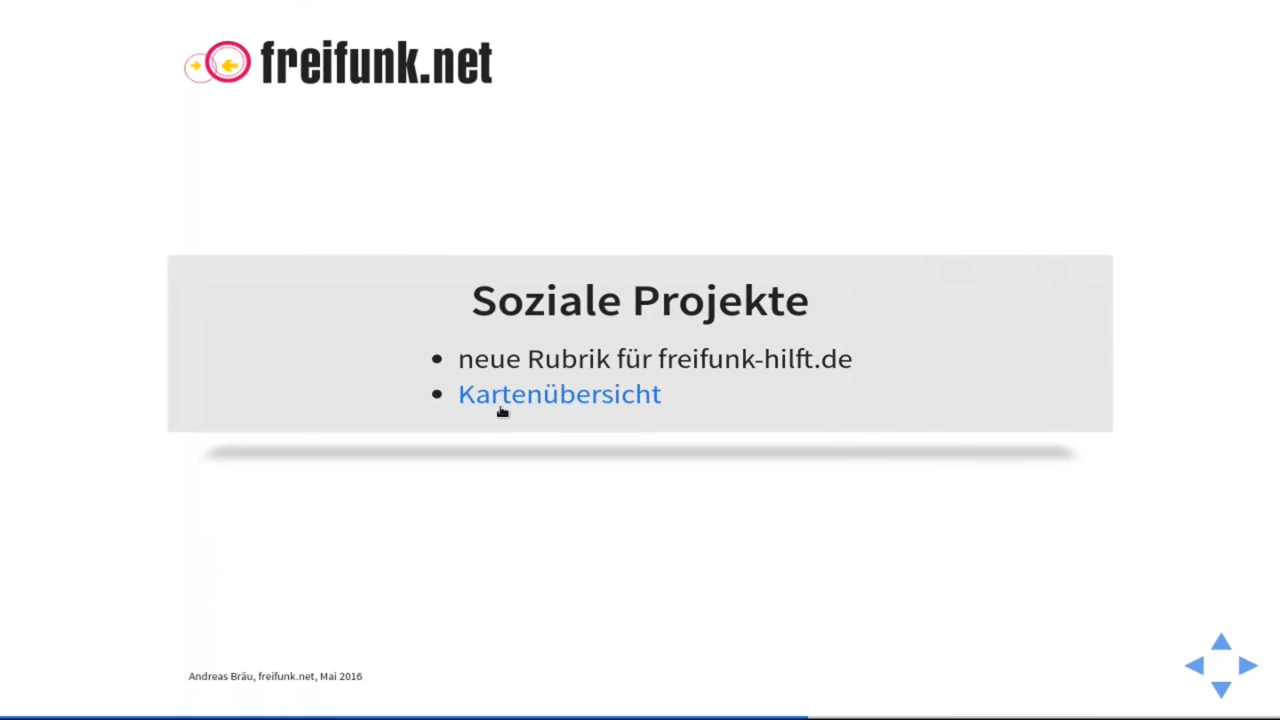 freifunk.net
Soziale Projekte
neue Rubrik für freifunk-hilft.de
Kartenübersicht
Andreas Bräu, freifunk.net, Mai 2016